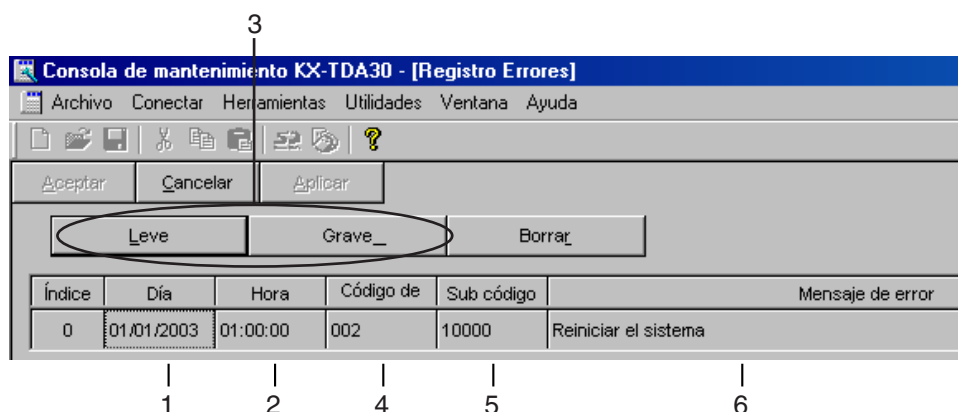 3
Consola de mantenimiento KX-TDA30 - [Registro Errores]
Archivo Conectar Herramientas Utilidades Ventana Ayuda
Aceptar Cancelar Aplicar
Leve Grave_ Borrar
Índice Día Hora Código de Sub código Mensaje de error
0 01/01/2003 01:00:00 002 10000 Reiniciar el sistema
1 2 4 5 6